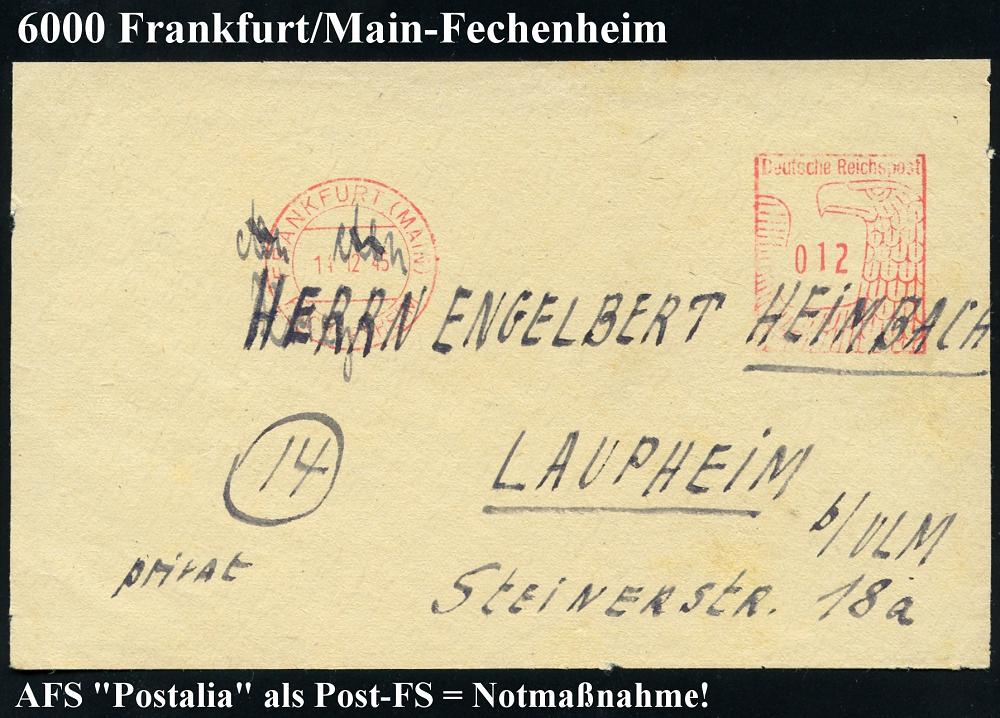 6000 Frankfurt/Main-Fechenheim
Deutsche Reichspost
FRANKFURT (MAIN)
12 45
012
HERRN ENGELBERT HEIMBACH
14
LAUPHEIM
b/ULM
privat
STEINERSTR. 18a
AFS "Postalia" als Post-FS = Notmaßnahme!